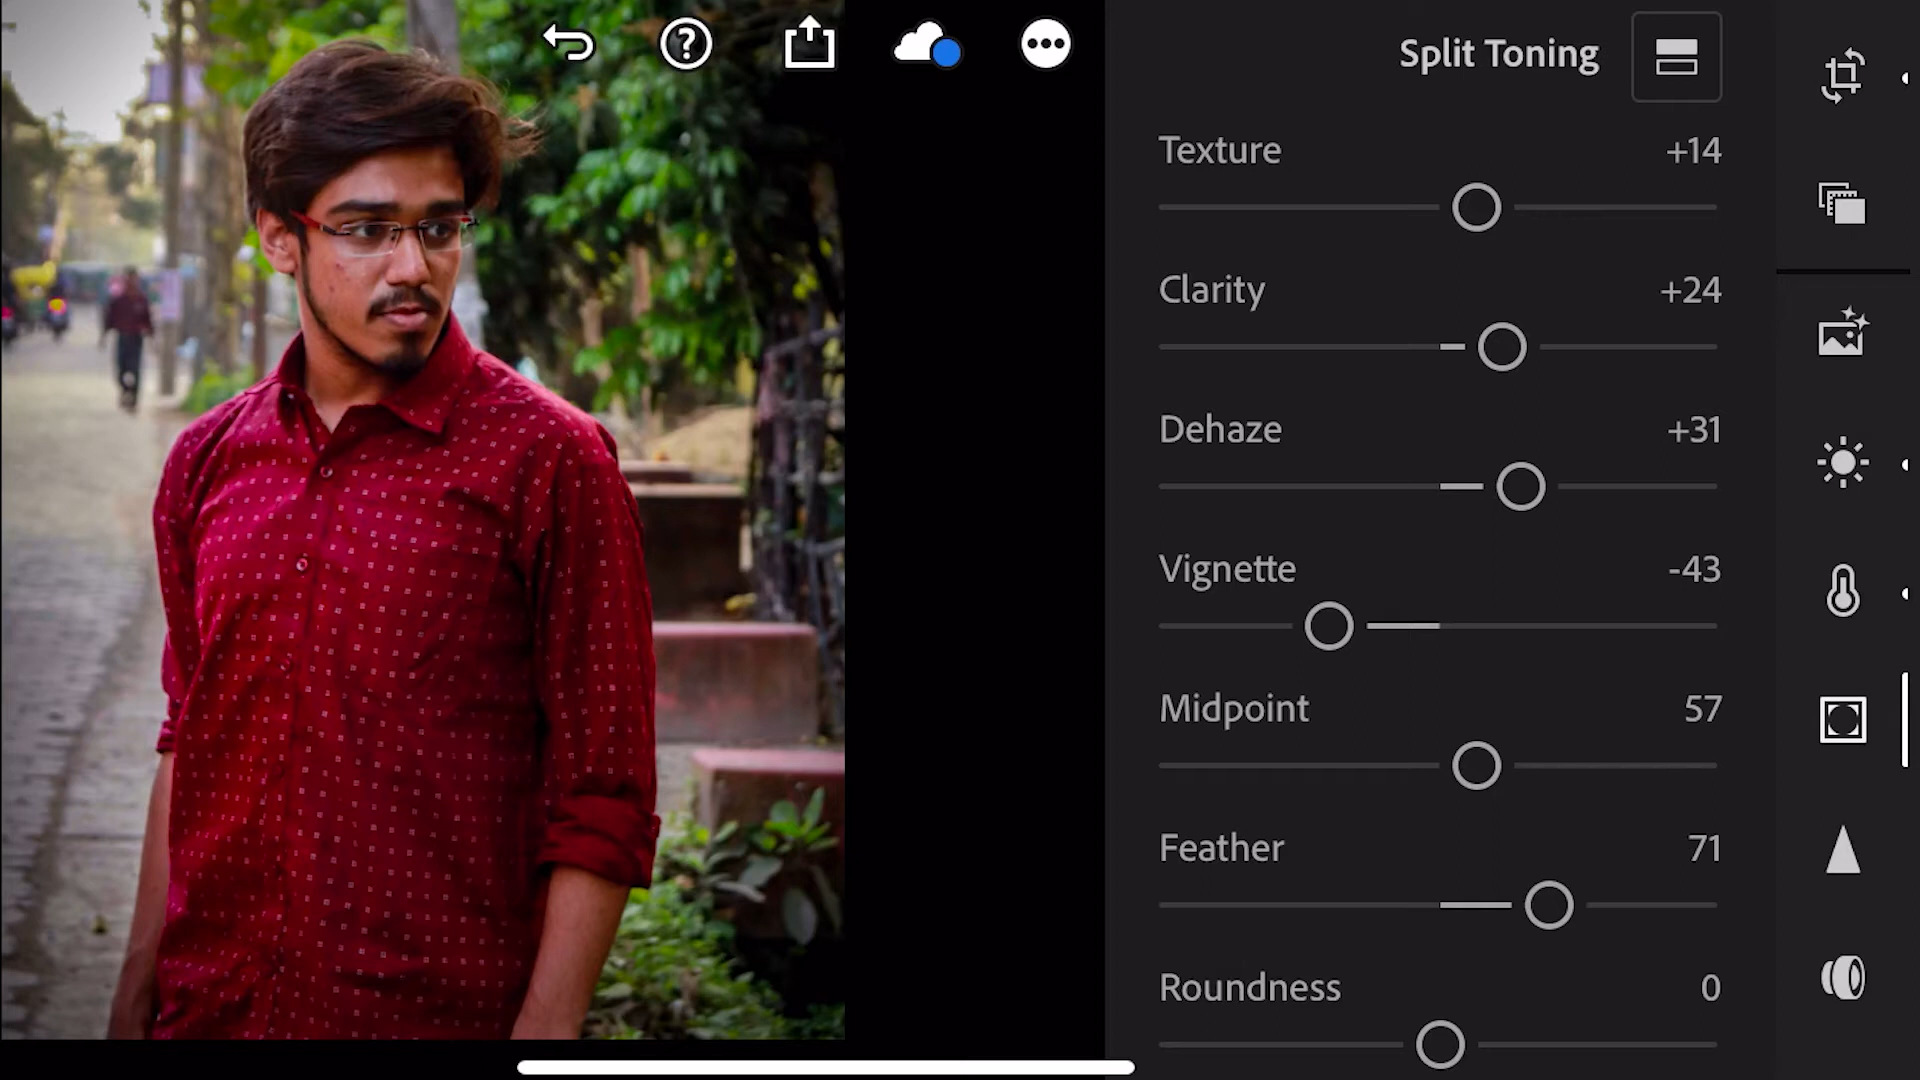 Split Toning
Texture +14
Clarity +24
Dehaze +31
Vignette -43
Midpoint 57
Feather 71
Roundness 0